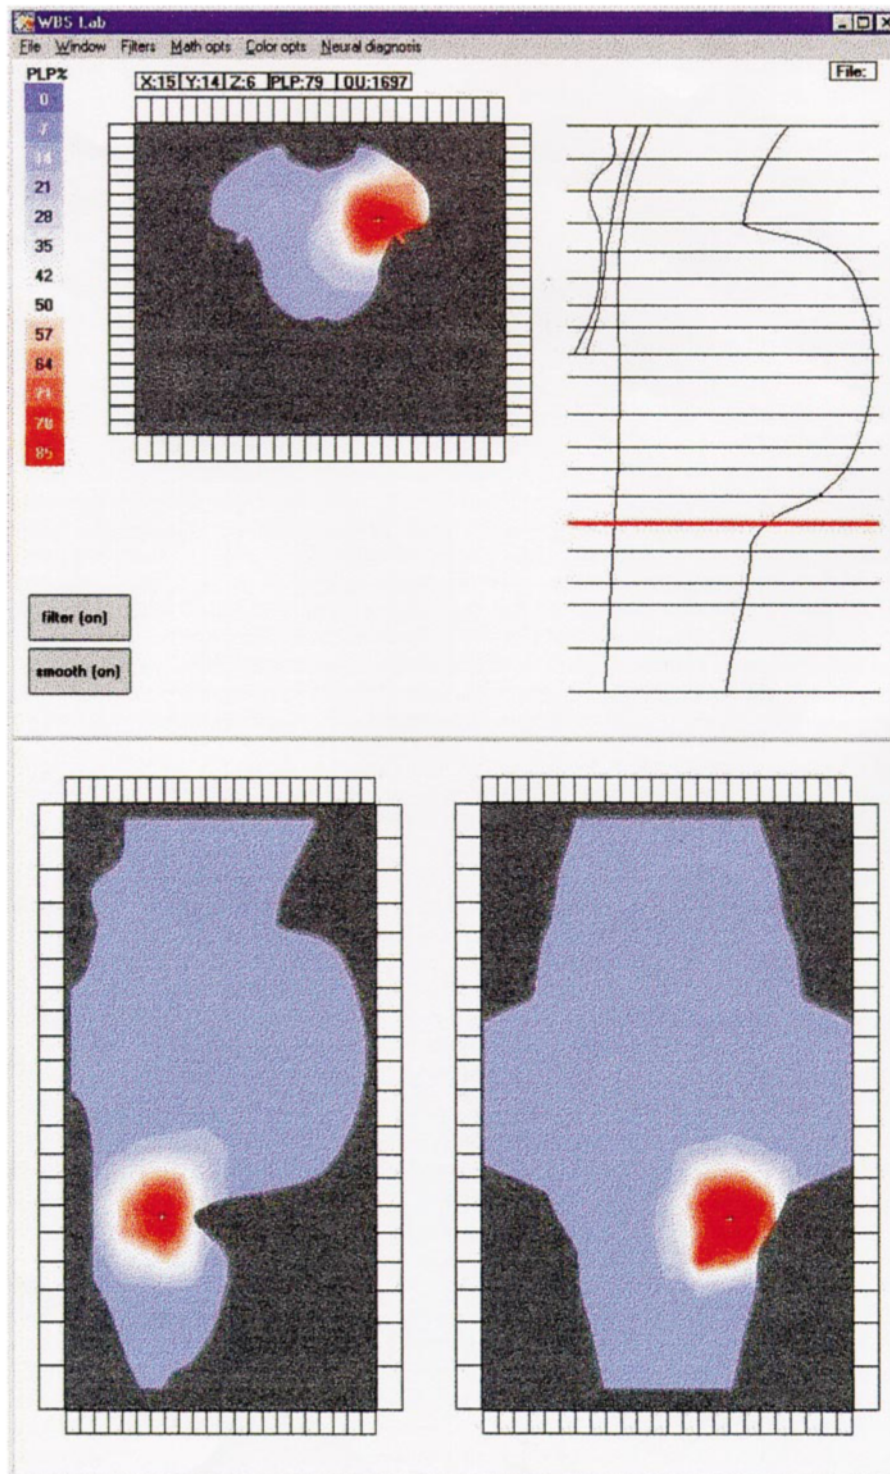 WBS Lab
File Window Filters Math opts Color opts Neural diagnosis
PLP%
X:15 Y:14 Z:6 PLP:79 QU:1697
File:
0
7
14
21
28
35
42
50
57
64
71
78
85
filter (on)
smooth (on)